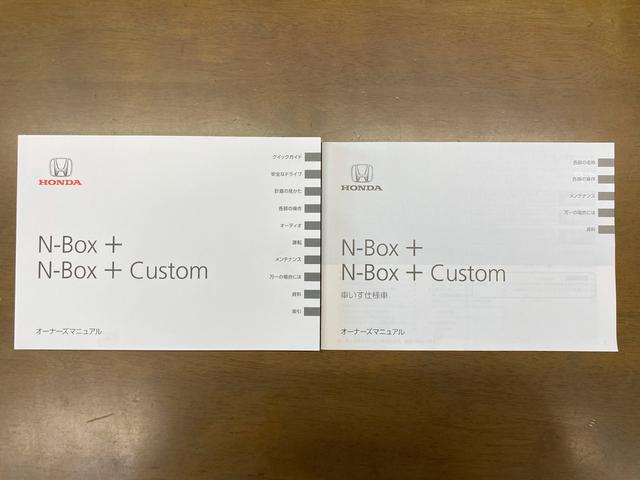 HONDA
N-Box +
N-Box + Custom
オーナーズマニュアル
クイックガイド
安全なドライブ
計器の見かた
各部の操作
オーディオ
運転
メンテナンス
万一の場合には
資料
索引
HONDA
N-Box +
N-Box + Custom
車いす仕様車
オーナーズマニュアル
各部の名称
各部の操作
メンテナンス
万一の場合には
資料